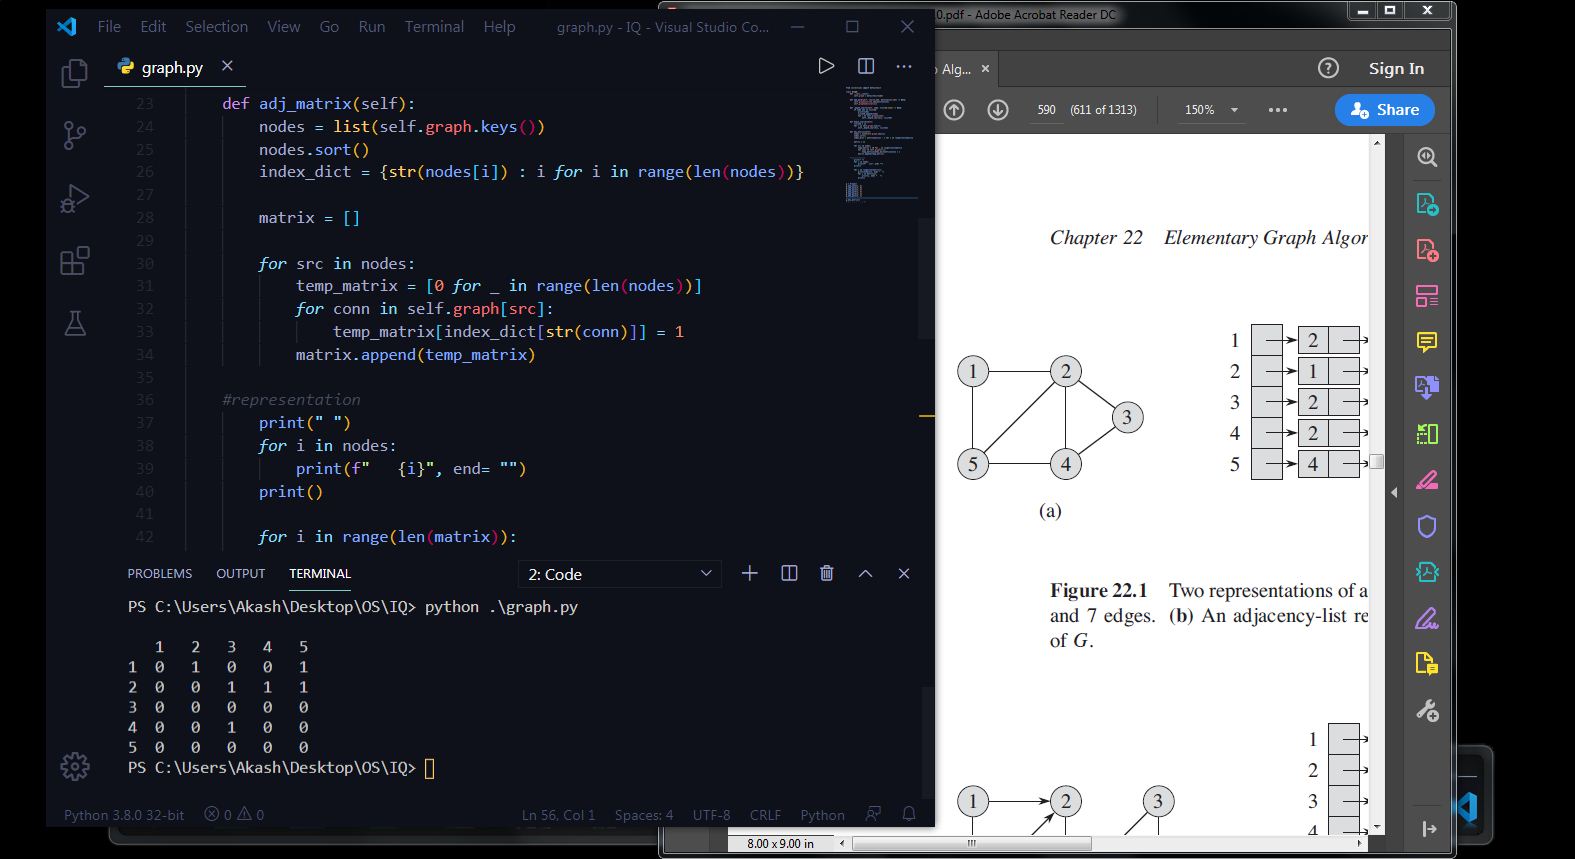 File Edit Selection View Go Run Terminal Help graph.py - IQ - Visual Studio Co...
graph.py
23 def adj_matrix(self):
24 nodes = list(self.graph.keys())
25 nodes.sort()
26 index_dict = {str(nodes[i]) : i for i in range(len(nodes))}
27
28 matrix = []
29
30 for src in nodes:
31 temp_matrix = [0 for _ in range(len(nodes))]
32 for conn in self.graph[src]:
33 temp_matrix[index_dict[str(conn)]] = 1
34 matrix.append(temp_matrix)
35
36 #representation
37 print(" ")
38 for i in nodes:
39 print(f"   {i}", end= "")
40 print()
41
42 for i in range(len(matrix)):
PROBLEMS OUTPUT TERMINAL 2: Code
PS C:\Users\Akash\Desktop\OS\IQ> python .\graph.py
1 2 3 4 5
1 0 1 0 0 1
2 0 0 1 1 1
3 0 0 0 0 0
4 0 0 1 0 0
5 0 0 0 0 0
PS C:\Users\Akash\Desktop\OS\IQ>
Python 3.8.0 32-bit 0 0 Ln 56, Col 1 Spaces: 4 UTF-8 CRLF Python
0.pdf - Adobe Acrobat Reader DC
Alg... Sign In
590 (611 of 1313) 150% Share
Chapter 22 Elementary Graph Algor
1 2
2 1
3 2
4 2
5 4
1 2
3
5 4
(a)
Figure 22.1 Two representations of a
and 7 edges. (b) An adjacency-list re
of G.
1 2 3
1
2
3
4
8.00 x 9.00 in